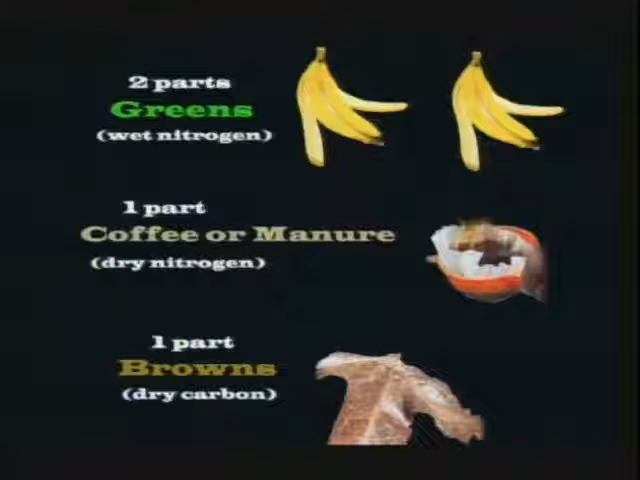 2 parts
Greens
(wet nitrogen)
1 part
Coffee or Manure
(dry nitrogen)
1 part
Browns
(dry carbon)